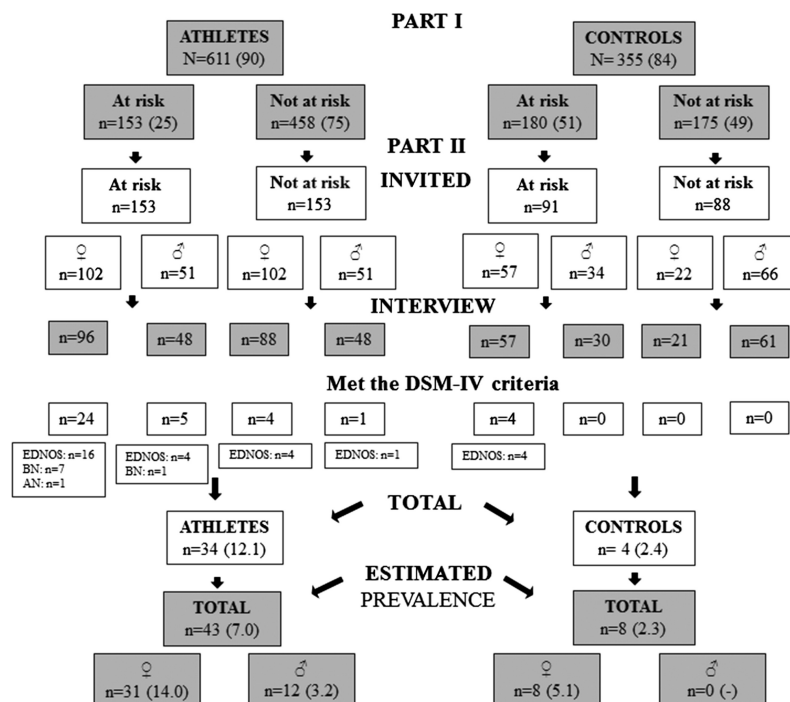 PART I
ATHLETES
N=611 (90)
CONTROLS
N= 355 (84)
At risk
n=153 (25)
Not at risk
n=458 (75)
At risk
n=180 (51)
Not at risk
n=175 (49)
PART II
INVITED
At risk
n=153
Not at risk
n=153
At risk
n=91
Not at risk
n=88
♀
n=102
♂
n=51
♀
n=102
♂
n=51
♀
n=57
♂
n=34
♀
n=22
♂
n=66
INTERVIEW
n=96
n=48
n=88
n=48
n=57
n=30
n=21
n=61
Met the DSM-IV criteria
n=24
n=5
n=4
n=1
n=4
n=0
n=0
n=0
EDNOS: n=16
BN: n=7
AN: n=1
EDNOS: n=4
BN: n=1
EDNOS: n=4
EDNOS: n=1
EDNOS: n=4
TOTAL
ATHLETES
n=34 (12.1)
CONTROLS
n= 4 (2.4)
ESTIMATED
PREVALENCE
TOTAL
n=43 (7.0)
TOTAL
n=8 (2.3)
♀
n=31 (14.0)
♂
n=12 (3.2)
♀
n=8 (5.1)
♂
n=0 (-)